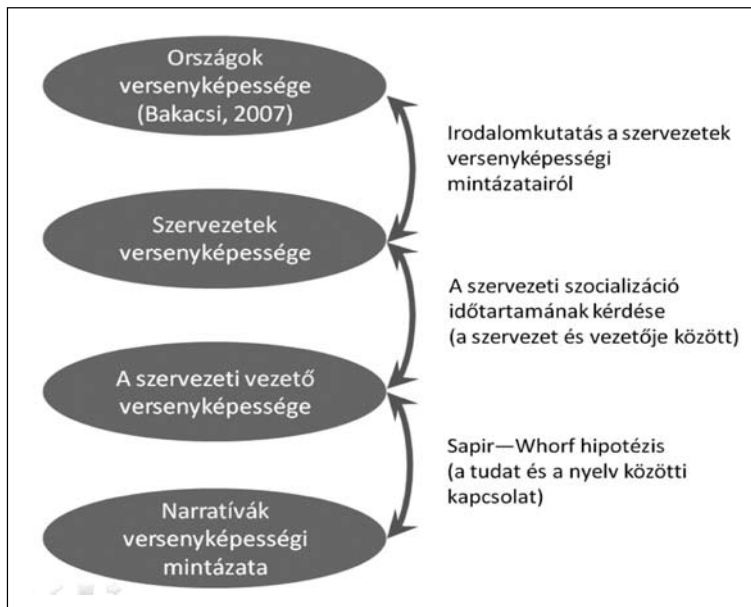 Országok
versenyképessége
(Bakacsi, 2007)
Irodalomkutatás a szervezetek
versenyképességi
mintázatairól
Szervezetek
versenyképessége
A szervezeti szocializáció
időtartamának kérdése
(a szervezet és vezetője között)
A szervezeti vezető
versenyképessége
Sapir—Whorf hipotézis
(a tudat és a nyelv közötti
kapcsolat)
Narratívák
versenyképességi
mintázata